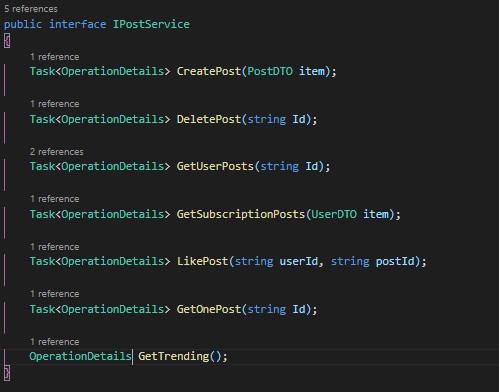 5 references
public interface IPostService
{
1 reference
Task<OperationDetails> CreatePost(PostDTO item);
1 reference
Task<OperationDetails> DeletePost(string Id);
2 references
Task<OperationDetails> GetUserPosts(string Id);
1 reference
Task<OperationDetails> GetSubscriptionPosts(UserDTO item);
1 reference
Task<OperationDetails> LikePost(string userId, string postId);
1 reference
Task<OperationDetails> GetOnePost(string Id);
1 reference
OperationDetails GetTrending();
}